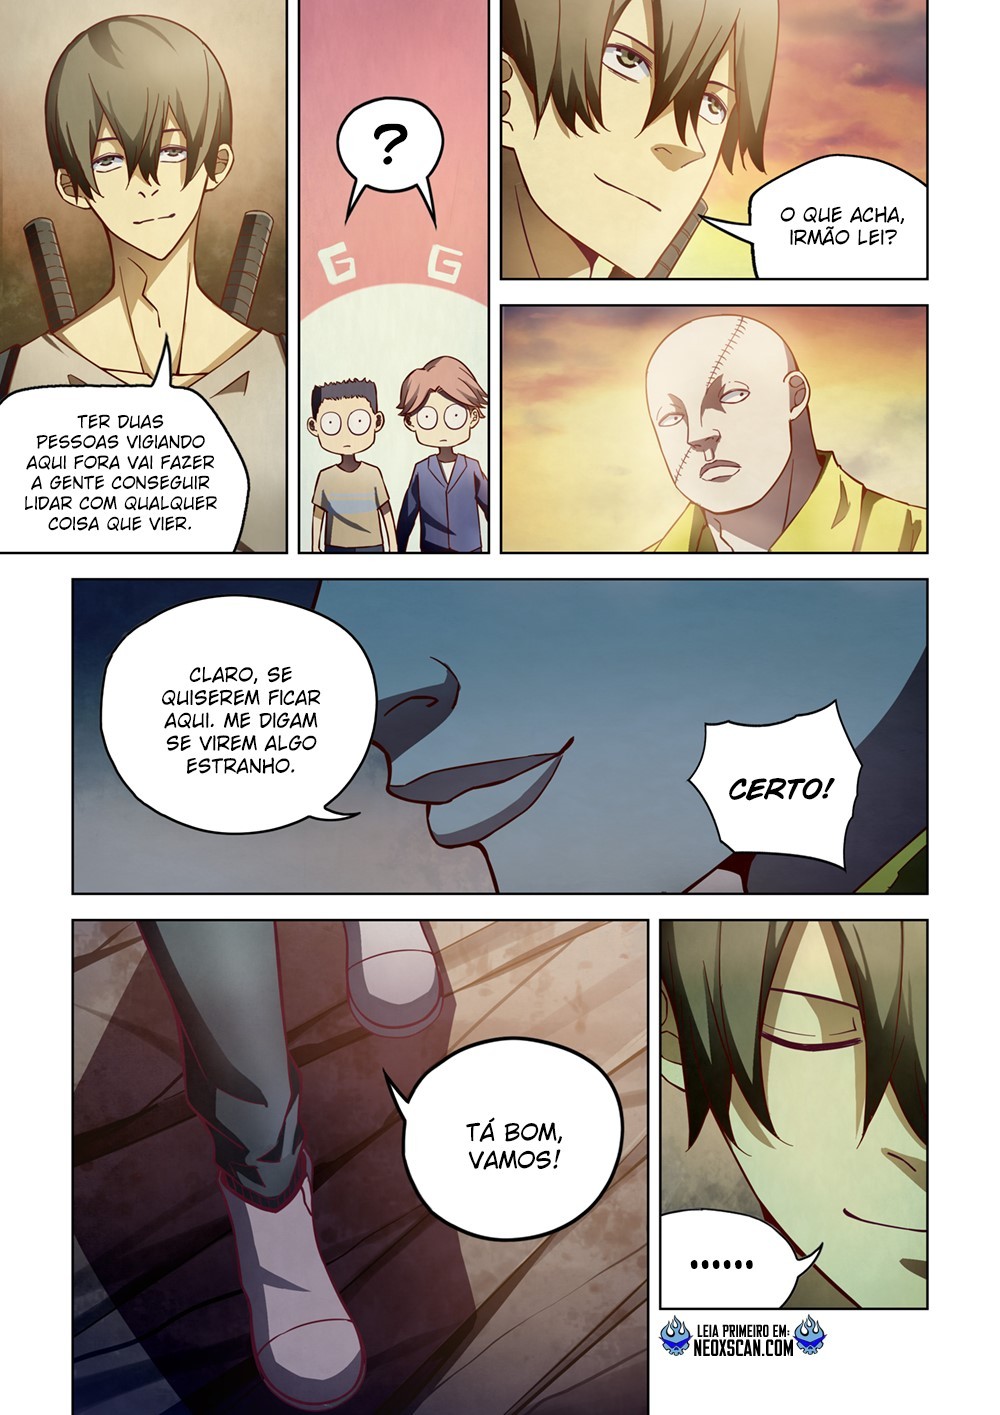 TER DUAS
PESSOAS VIGIANDO
AQUI FORA VAI FAZER
A GENTE CONSEGUIR
LIDAR COM QUALQUER
COISA QUE VIER.
?
G G
O QUE ACHA,
IRMÃO LEI?
CLARO, SE
QUISEREM FICAR
AQUI. ME DIGAM
SE VIREM ALGO
ESTRANHO.
CERTO!
TÁ BOM,
VAMOS!
......
LEIA PRIMEIRO EM:
NEOXSCAN.COM